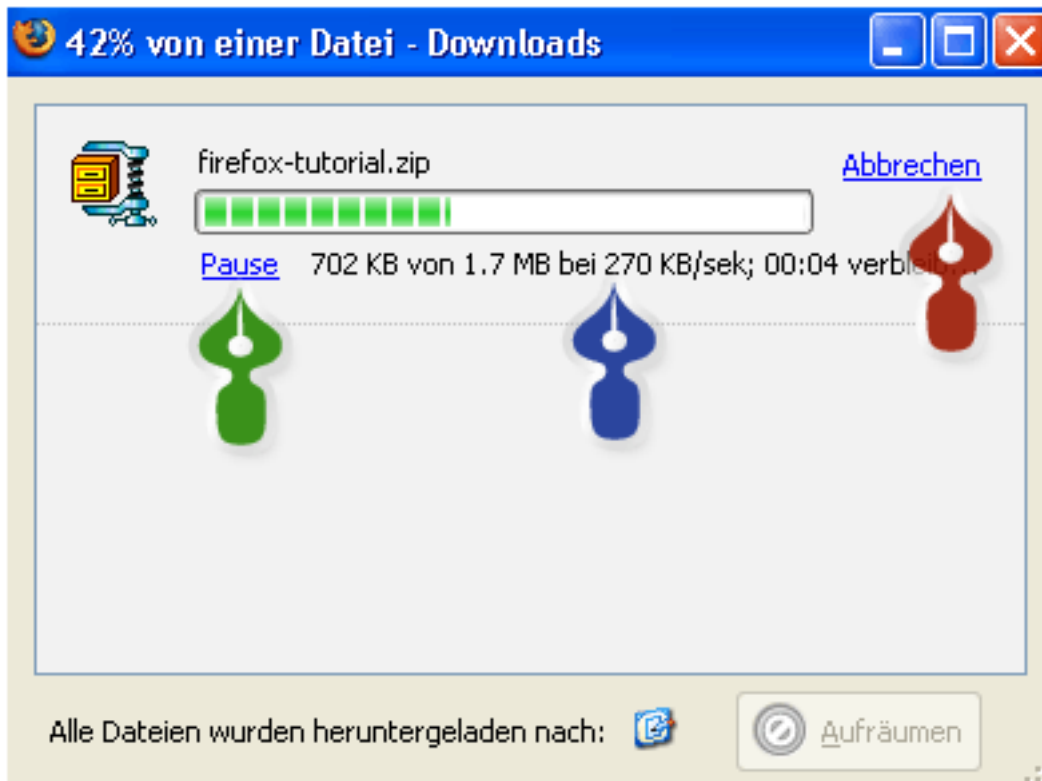 42% von einer Datei - Downloads
firefox-tutorial.zip
Abbrechen
Pause 702 KB von 1.7 MB bei 270 KB/sek; 00:04 verbleib...
Alle Dateien wurden heruntergeladen nach:
Aufräumen